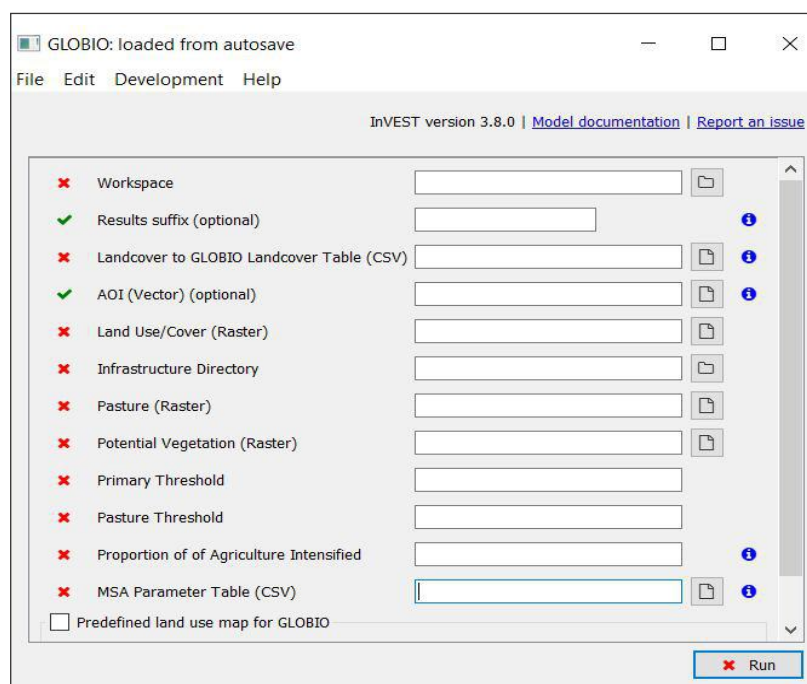 GLOBIO: loaded from autosave
File Edit Development Help
InVEST version 3.8.0 | Model documentation | Report an issue
Workspace
Results suffix (optional)
Landcover to GLOBIO Landcover Table (CSV)
AOI (Vector) (optional)
Land Use/Cover (Raster)
Infrastructure Directory
Pasture (Raster)
Potential Vegetation (Raster)
Primary Threshold
Pasture Threshold
Proportion of of Agriculture Intensified
MSA Parameter Table (CSV)
Predefined land use map for GLOBIO
Run